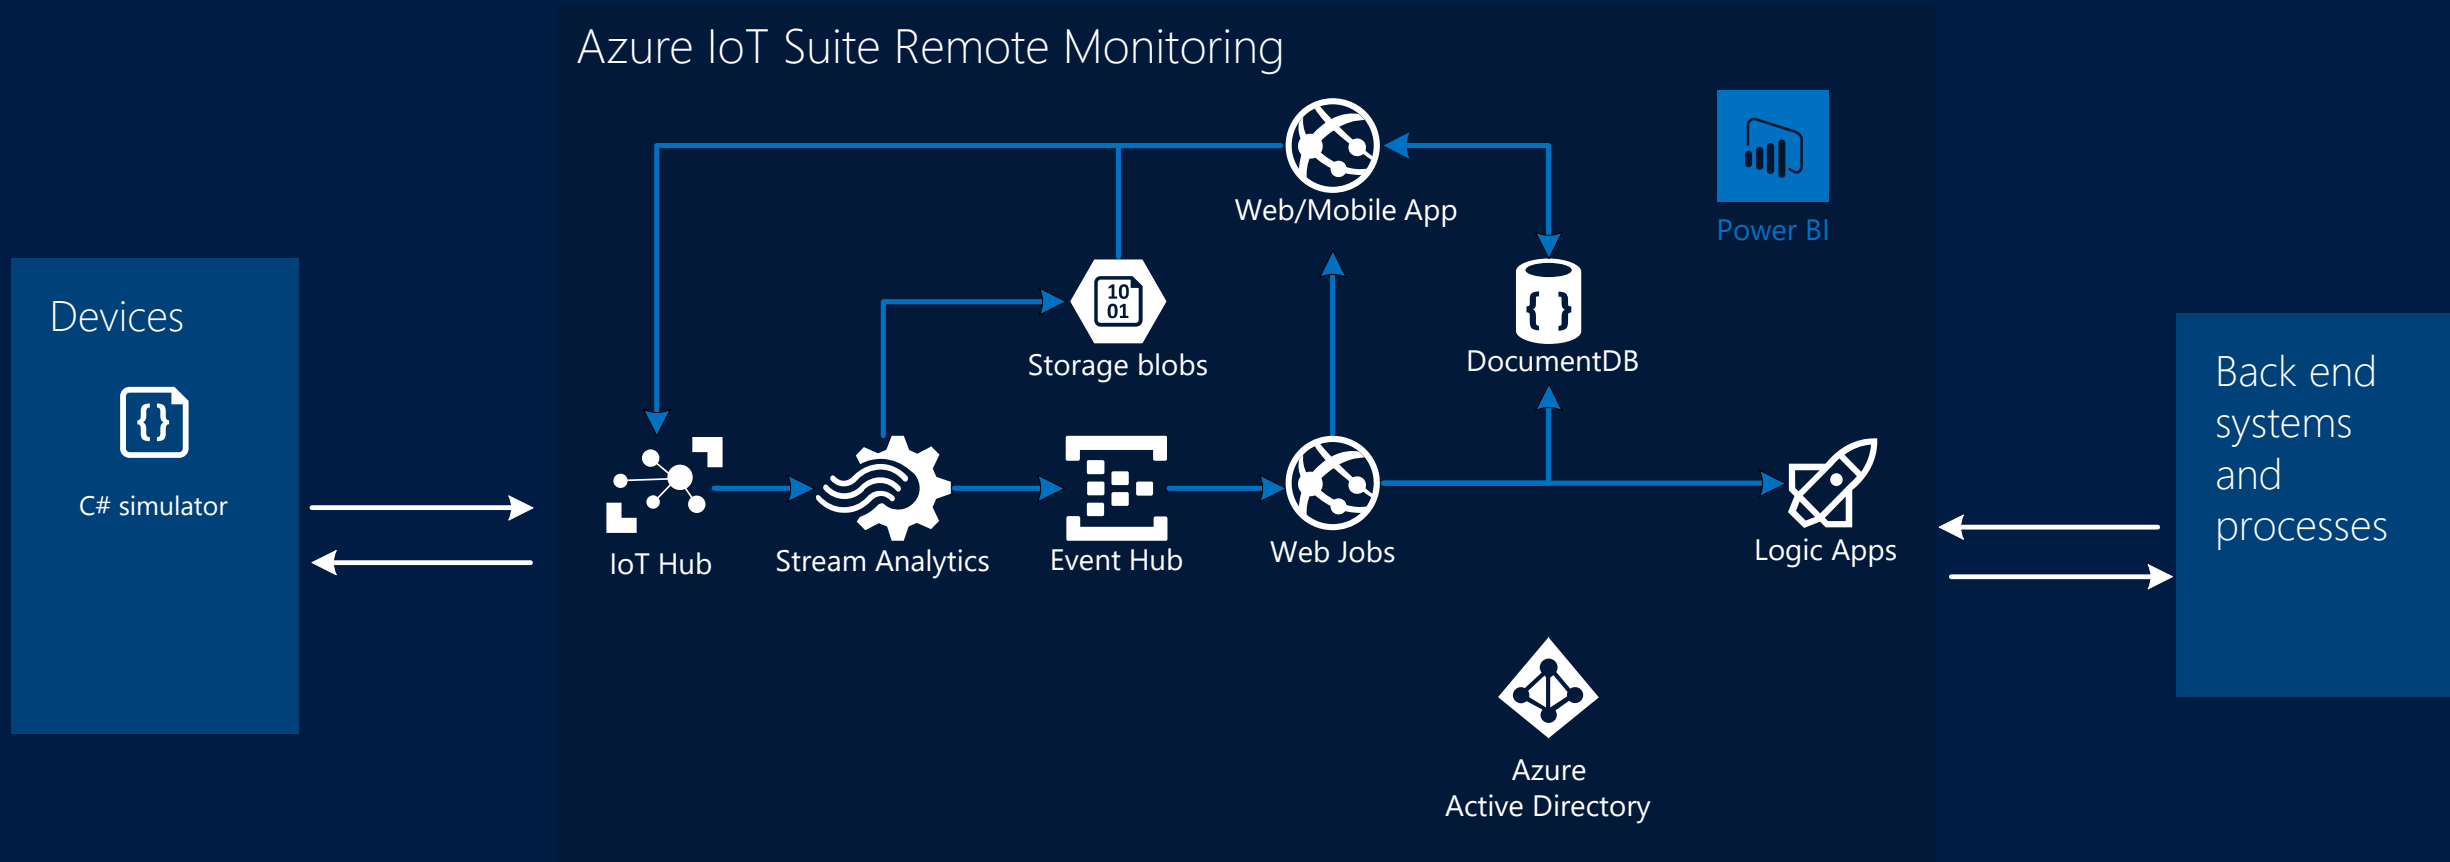 Azure IoT Suite Remote Monitoring
Web/Mobile App
Power BI
Devices
10
01
{ }
Storage blobs
DocumentDB
Back end
systems
and
processes
{}
C# simulator
IoT Hub
Stream Analytics
Event Hub
Web Jobs
Logic Apps
Azure
Active Directory